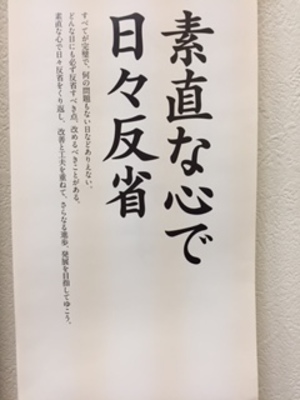 素直な心で
日々反省
すべてが完璧で、何の問題もない日などありえない。
どんな日にも必ず反省すべき点、改めるべきことがある。
素直な心で日々反省をくり返し、改善と工夫を重ねて、さらなる進歩、発展を目指してゆこう。